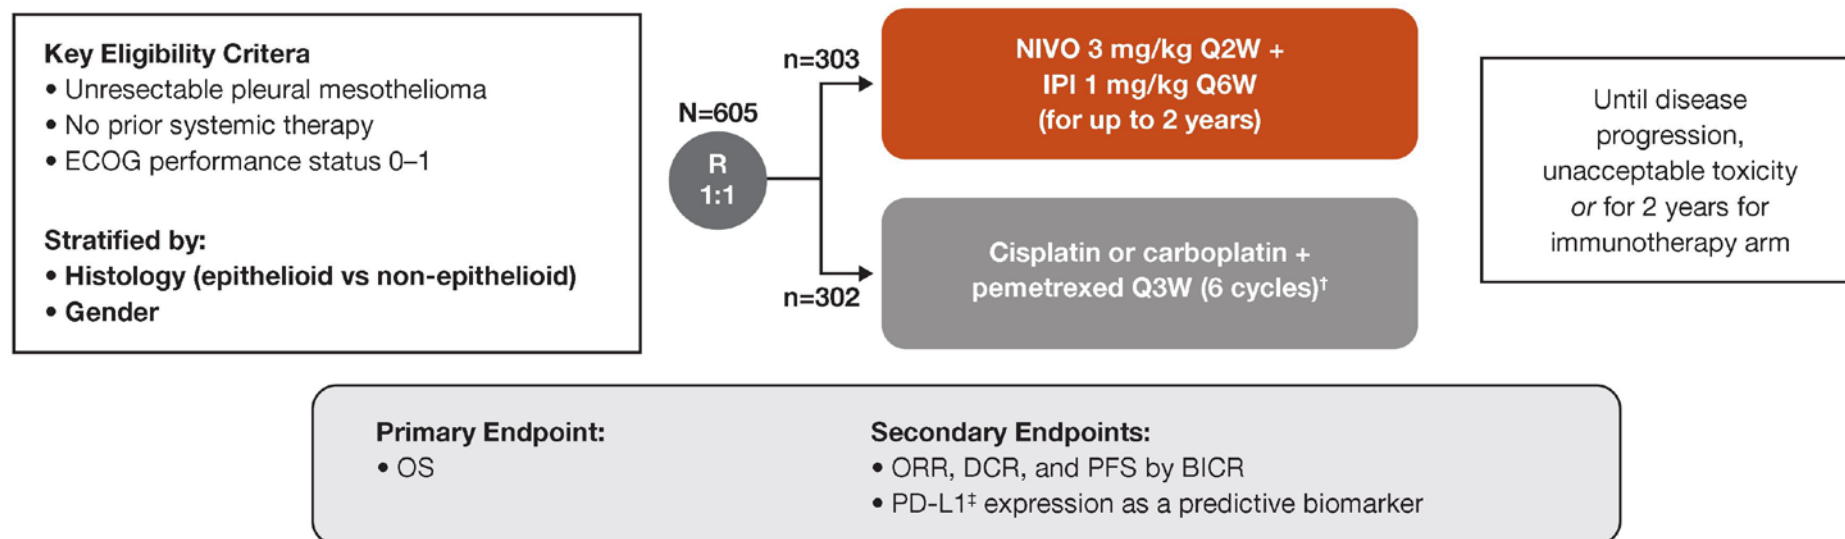 Key Eligibility Critera
• Unresectable pleural mesothelioma
• No prior systemic therapy
• ECOG performance status 0–1
Stratified by:
• Histology (epithelioid vs non-epithelioid)
• Gender
N=605
R
1:1
n=303
n=302
NIVO 3 mg/kg Q2W +
IPI 1 mg/kg Q6W
(for up to 2 years)
Cisplatin or carboplatin +
pemetrexed Q3W (6 cycles)†
Until disease
progression,
unacceptable toxicity
or for 2 years for
immunotherapy arm
Primary Endpoint:
• OS
Secondary Endpoints:
• ORR, DCR, and PFS by BICR
• PD-L1‡ expression as a predictive biomarker